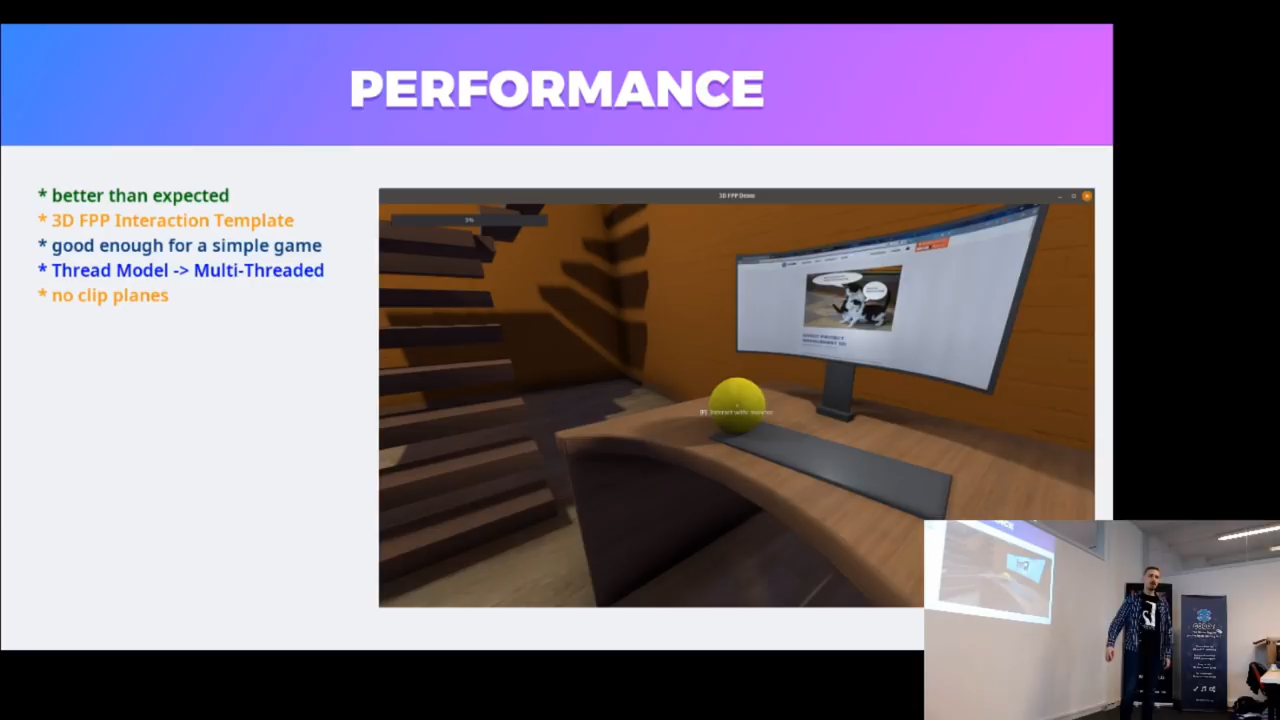 PERFORMANCE
* better than expected
* 3D FPP Interaction Template
* good enough for a simple game
* Thread Model -> Multi-Threaded
* no clip planes
3D FPP Demo